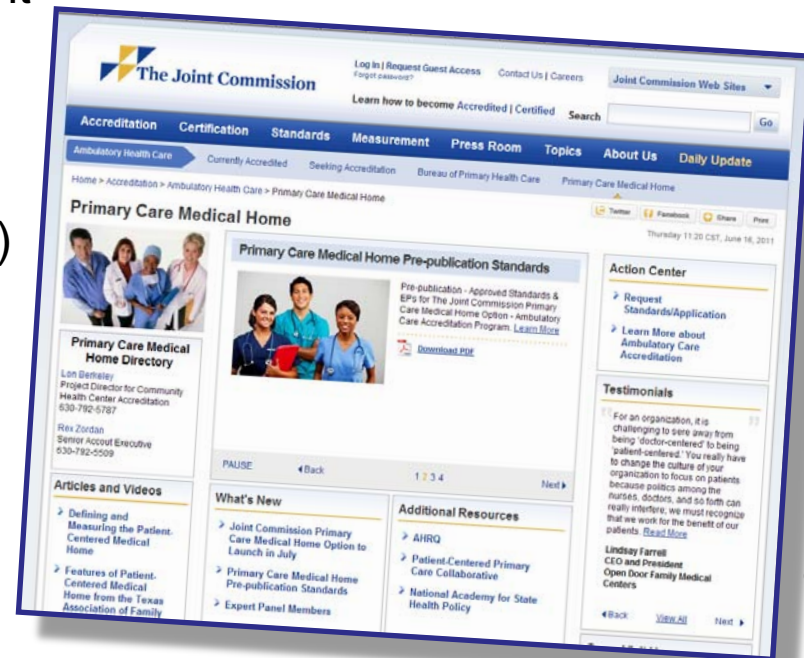 The Joint Commission
Log In | Request Guest Access
Forgot password?
Contact Us | Careers
Joint Commission Web Sites
Learn how to become Accredited | Certified
Search
Go
Accreditation
Certification
Standards
Measurement
Press Room
Topics
About Us
Daily Update
Ambulatory Health Care
Currently Accredited
Seeking Accreditation
Bureau of Primary Health Care
Primary Care Medical Home
Home > Accreditation > Ambulatory Health Care > Primary Care Medical Home
Twitter
Facebook
Share
Print
Thursday 11:20 CST, June 16, 2011
Primary Care Medical Home
Primary Care Medical Home Directory
Lon Berkeley
Project Director for Community
Health Center Accreditation
630-792-5787
Rex Zordan
Senior Accout Executive
630-792-5509
Articles and Videos
Defining and
Measuring the Patient-
Centered Medical
Home
Features of Patient-
Centered Medical
Home from the Texas
Association of Family
Primary Care Medical Home Pre-publication Standards
Pre-publication - Approved Standards &
EPs for The Joint Commission Primary
Care Medical Home Option - Ambulatory
Care Accreditation Program. Learn More
Download PDF
PAUSE
Back
1 2 3 4
Next
What's New
Joint Commission Primary
Care Medical Home Option to
Launch in July
Primary Care Medical Home
Pre-publication Standards
Expert Panel Members
Additional Resources
AHRQ
Patient-Centered Primary
Care Collaborative
National Academy for State
Health Policy
Action Center
Request
Standards/Application
Learn More about
Ambulatory Care
Accreditation
Testimonials
For an organization, it is
challenging to sere away from
being 'doctor-centered' to being
'patient-centered.' You really have
to change the culture of your
organization to focus on patients
because politics among the
nurses, doctors, and so forth can
really interfere; we must recognize
that we work for the benefit of our
patients. Read More
Lindsay Farrell
CEO and President
Open Door Family Medical
Centers
Back
View All
Next